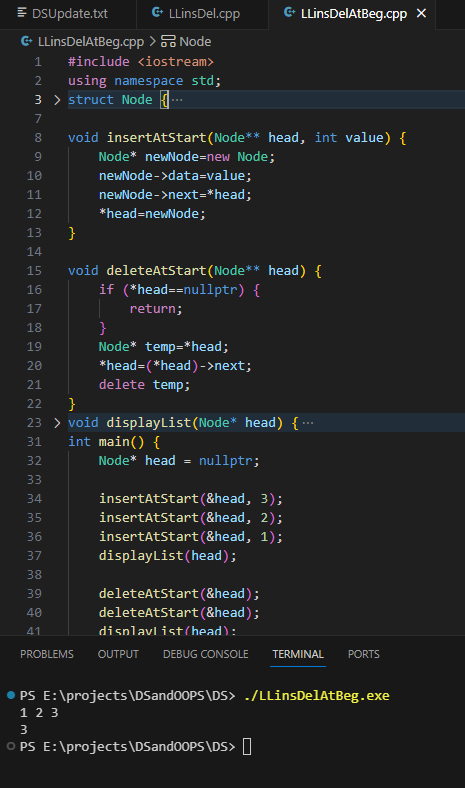 DSUpdate.txt LLinsDel.cpp LLinsDelAtBeg.cpp
LLinsDelAtBeg.cpp > Node
1 #include <iostream>
2 using namespace std;
3 struct Node { ···
7
8 void insertAtStart(Node** head, int value) {
9 Node* newNode=new Node;
10 newNode->data=value;
11 newNode->next=*head;
12 *head=newNode;
13 }
14
15 void deleteAtStart(Node** head) {
16 if (*head==nullptr) {
17 return;
18 }
19 Node* temp=*head;
20 *head=(*head)->next;
21 delete temp;
22 }
23 void displayList(Node* head) { ···
31 int main() {
32 Node* head = nullptr;
33
34 insertAtStart(&head, 3);
35 insertAtStart(&head, 2);
36 insertAtStart(&head, 1);
37 displayList(head);
38
39 deleteAtStart(&head);
40 deleteAtStart(&head);
41 displayList(head);
PROBLEMS OUTPUT DEBUG CONSOLE TERMINAL PORTS
PS E:\projects\DSandOOPS\DS> ./LLinsDelAtBeg.exe
1 2 3
3
PS E:\projects\DSandOOPS\DS>